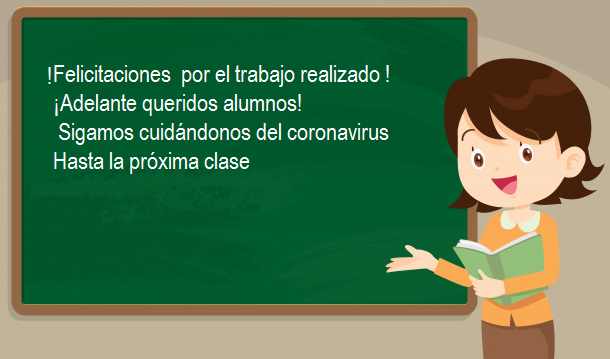 !Felicitaciones por el trabajo realizado !
¡Adelante queridos alumnos!
Sigamos cuidándonos del coronavirus
Hasta la próxima clase